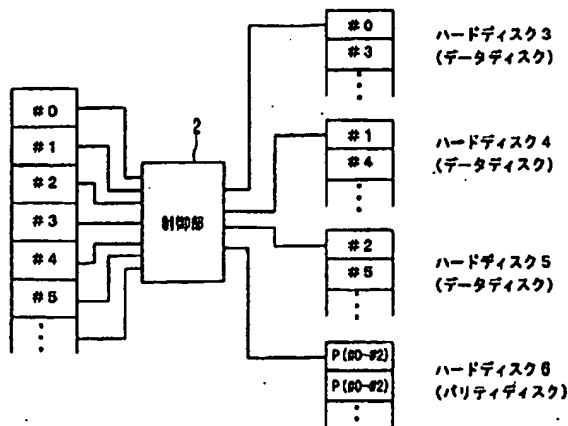 #0
#1
#2
#3
#4
#5
2
制御部
#0
#3
ハードディスク3
(データディスク)
#1
#4
ハードディスク4
(データディスク)
#2
#5
ハードディスク5
(データディスク)
P(#0-#2)
P(#0-#2)
ハードディスク6
(パリティディスク)